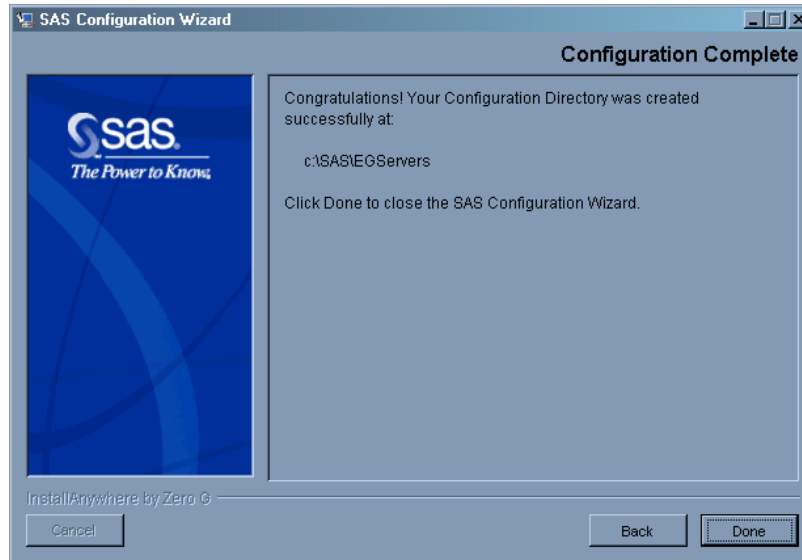 SAS Configuration Wizard
Configuration Complete
sas.
The Power to Know.
Congratulations! Your Configuration Directory was created
successfully at:
c:\SAS\EGServers
Click Done to close the SAS Configuration Wizard.
InstallAnywhere by Zero G
Cancel
Back
Done